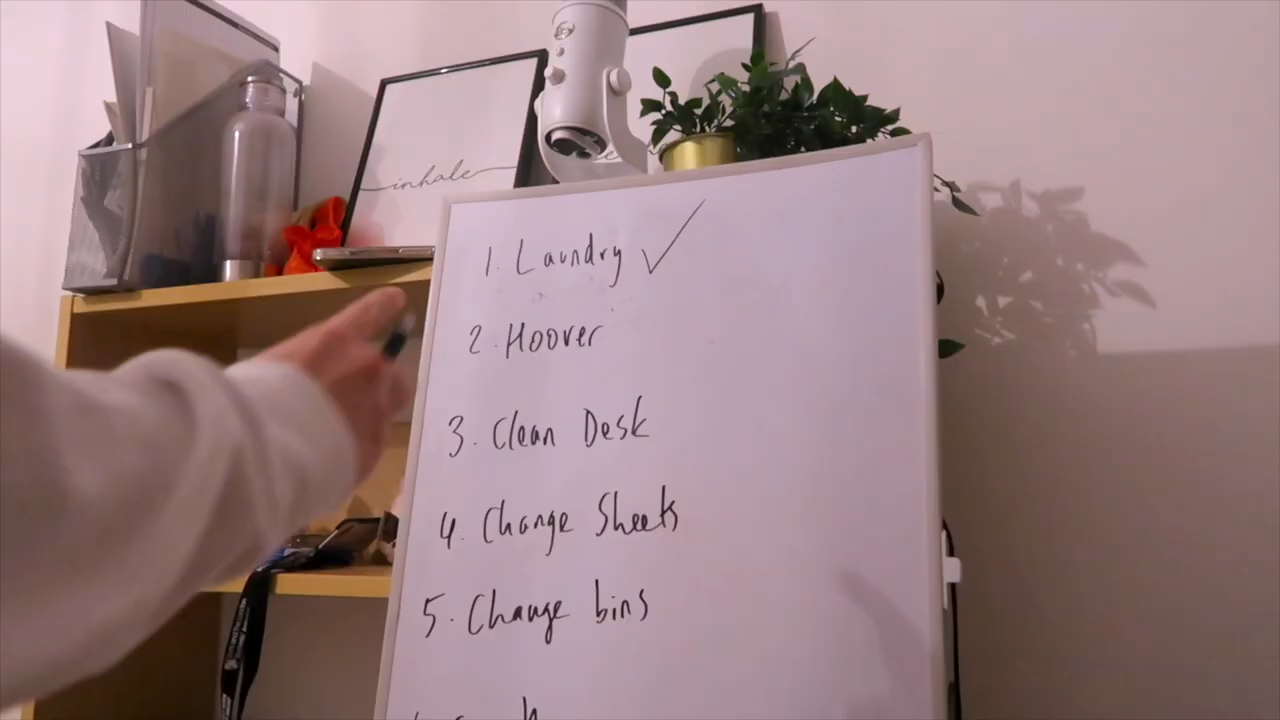 inhale
1. Laundry ✓
2. Hoover
3. Clean Desk
4. Change Sheets
5. Change bins